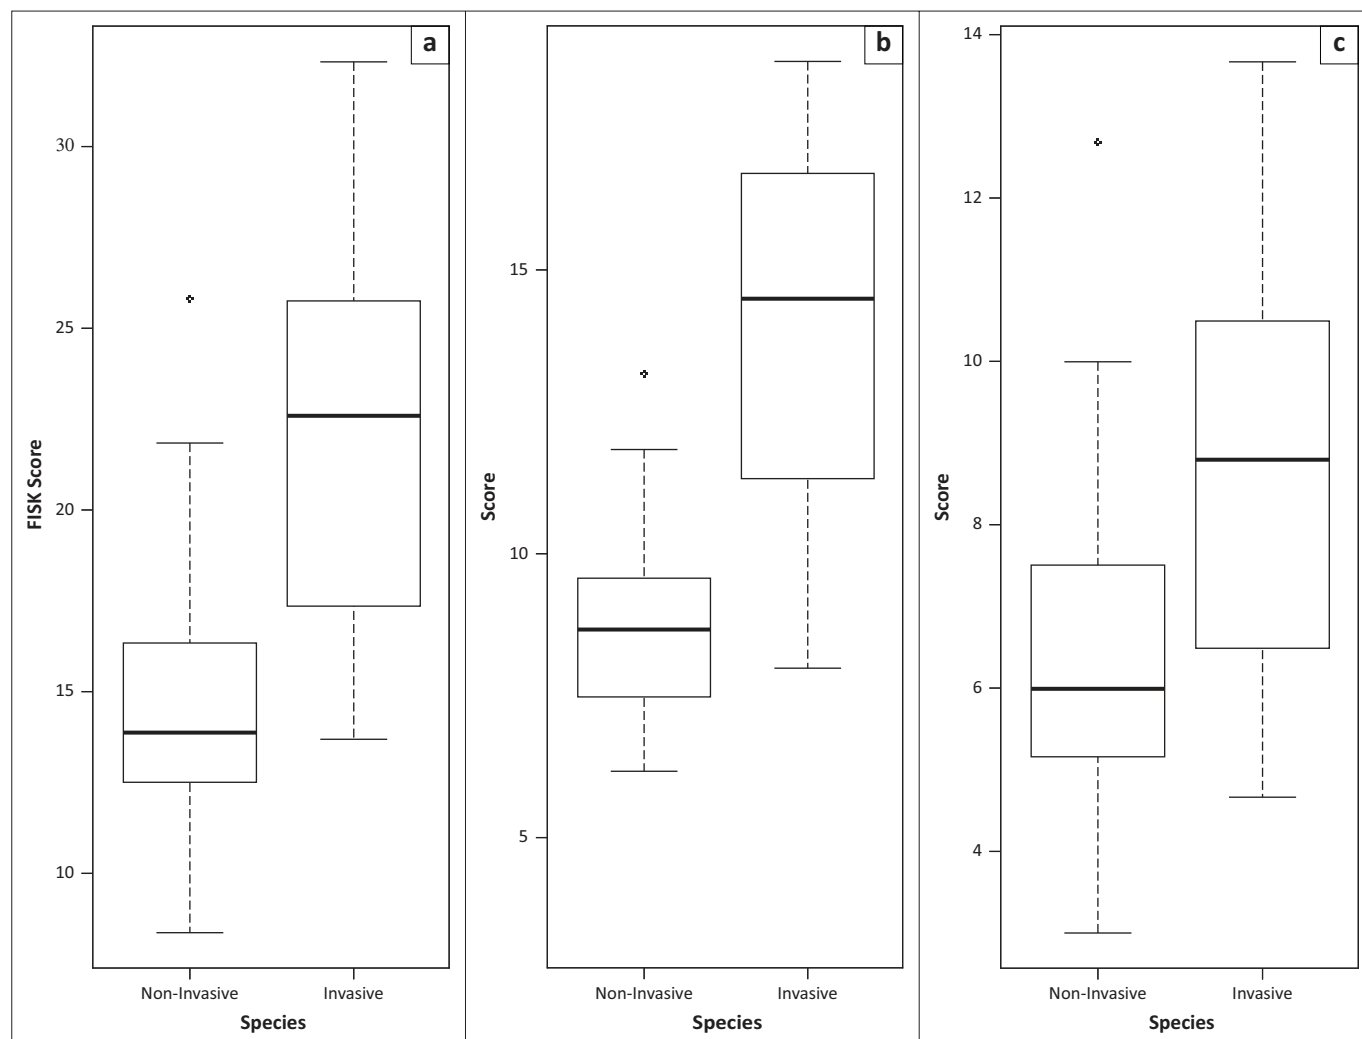 a
30
25
20
15
10
FISK Score
Non-Invasive
Invasive
Species
b
15
10
5
Score
Non-Invasive
Invasive
Species
c
14
12
10
8
6
4
Score
Non-Invasive
Invasive
Species